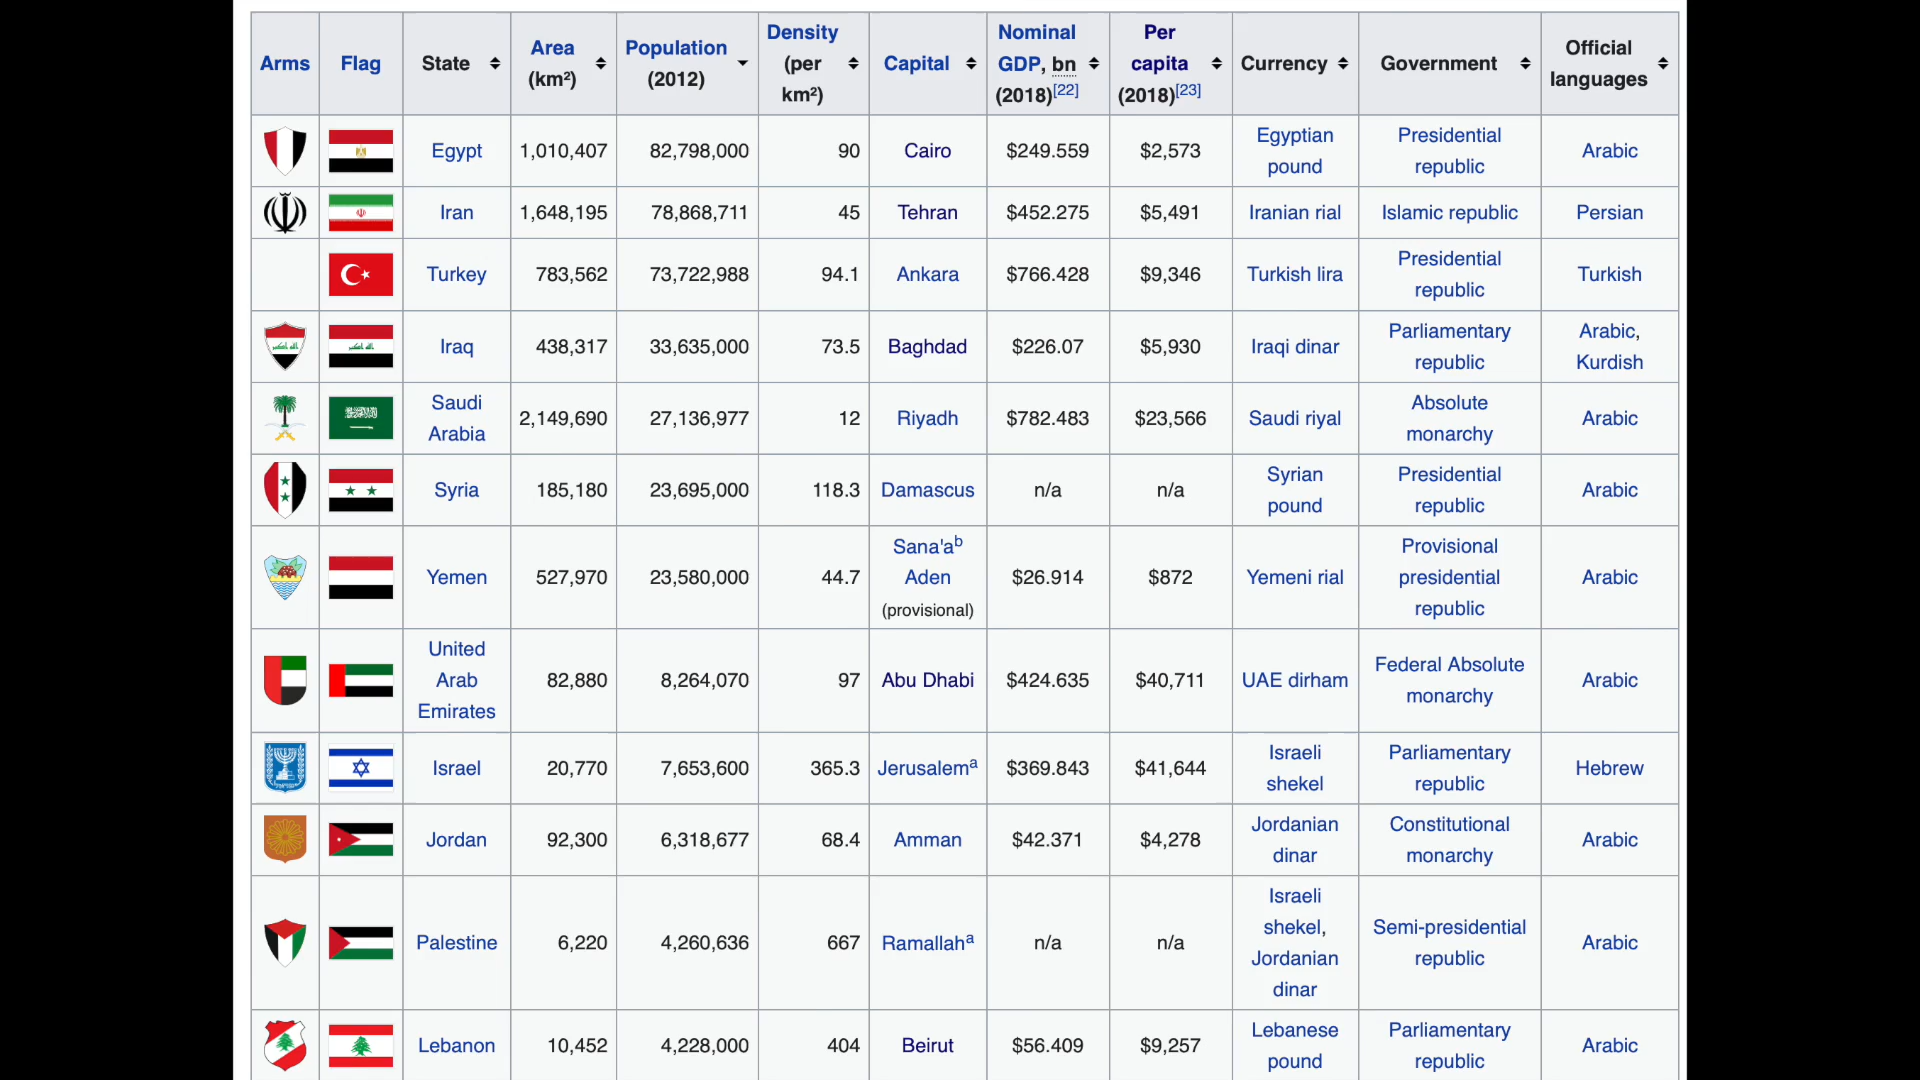 Arms Flag State Area (km²) Population (2012) Density (per km²) Capital Nominal GDP, bn (2018)[22] Per capita (2018)[23] Currency Government Official languages
Egypt 1,010,407 82,798,000 90 Cairo $249.559 $2,573 Egyptian pound Presidential republic Arabic
Iran 1,648,195 78,868,711 45 Tehran $452.275 $5,491 Iranian rial Islamic republic Persian
Turkey 783,562 73,722,988 94.1 Ankara $766.428 $9,346 Turkish lira Presidential republic Turkish
Iraq 438,317 33,635,000 73.5 Baghdad $226.07 $5,930 Iraqi dinar Parliamentary republic Arabic, Kurdish
Saudi Arabia 2,149,690 27,136,977 12 Riyadh $782.483 $23,566 Saudi riyal Absolute monarchy Arabic
Syria 185,180 23,695,000 118.3 Damascus n/a n/a Syrian pound Presidential republic Arabic
Yemen 527,970 23,580,000 44.7 Sana'a b Aden (provisional) $26.914 $872 Yemeni rial Provisional presidential republic Arabic
United Arab Emirates 82,880 8,264,070 97 Abu Dhabi $424.635 $40,711 UAE dirham Federal Absolute monarchy Arabic
Israel 20,770 7,653,600 365.3 Jerusalem a $369.843 $41,644 Israeli shekel Parliamentary republic Hebrew
Jordan 92,300 6,318,677 68.4 Amman $42.371 $4,278 Jordanian dinar Constitutional monarchy Arabic
Palestine 6,220 4,260,636 667 Ramallah a n/a n/a Israeli shekel, Jordanian dinar Semi-presidential republic Arabic
Lebanon 10,452 4,228,000 404 Beirut $56.409 $9,257 Lebanese pound Parliamentary republic Arabic